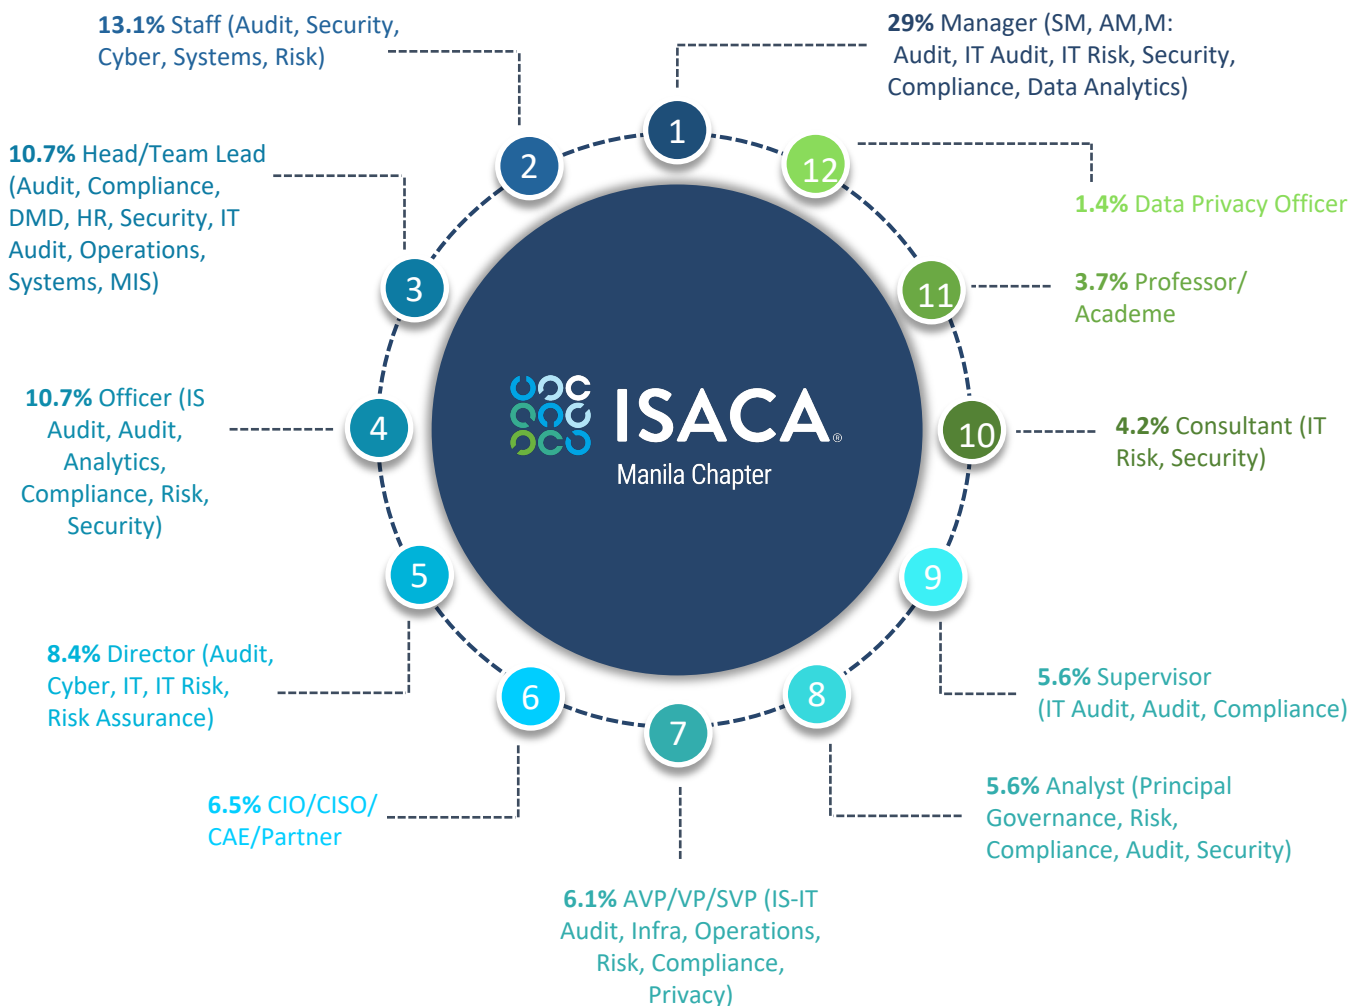 13.1% Staff (Audit, Security,
Cyber, Systems, Risk)
29% Manager (SM, AM,M:
Audit, IT Audit, IT Risk, Security,
Compliance, Data Analytics)
1
2
12
10.7% Head/Team Lead
(Audit, Compliance,
DMD, HR, Security, IT
Audit, Operations,
Systems, MIS)
1.4% Data Privacy Officer
3
11
3.7% Professor/
Academe
ISACA®
Manila Chapter
10.7% Officer (IS
Audit, Audit,
Analytics,
Compliance, Risk,
Security)
4
10
4.2% Consultant (IT
Risk, Security)
5
9
8.4% Director (Audit,
Cyber, IT, IT Risk,
Risk Assurance)
6
8
7
5.6% Supervisor
(IT Audit, Audit, Compliance)
6.5% CIO/CISO/
CAE/Partner
5.6% Analyst (Principal
Governance, Risk,
Compliance, Audit, Security)
6.1% AVP/VP/SVP (IS-IT
Audit, Infra, Operations,
Risk, Compliance,
Privacy)